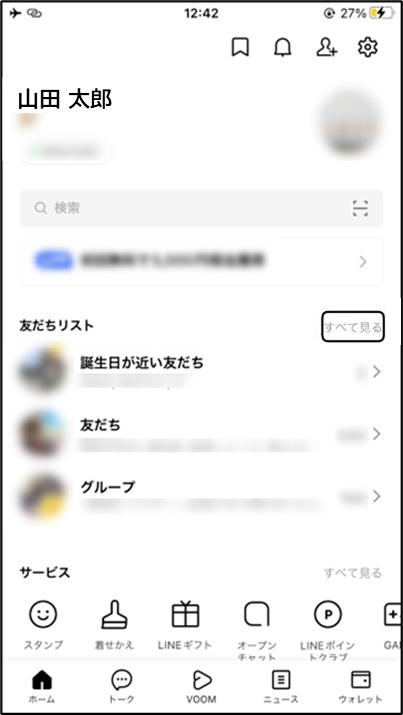 12:42
27%
山田 太郎
検索
友だちリスト
すべて見る
誕生日が近い友だち
友だち
グループ
サービス
すべて見る
スタンプ
着せかえ
LINEギフト
オープン
チャット
LINEポイン
トクラブ
GA
ホーム
トーク
VOOM
ニュース
ウォレット